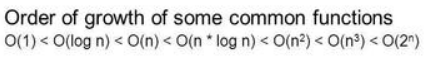 Order of growth of some common functions
O(1) < O(log n) < O(n) < O(n * log n) < O(n²) < O(n³) < O(2ⁿ)